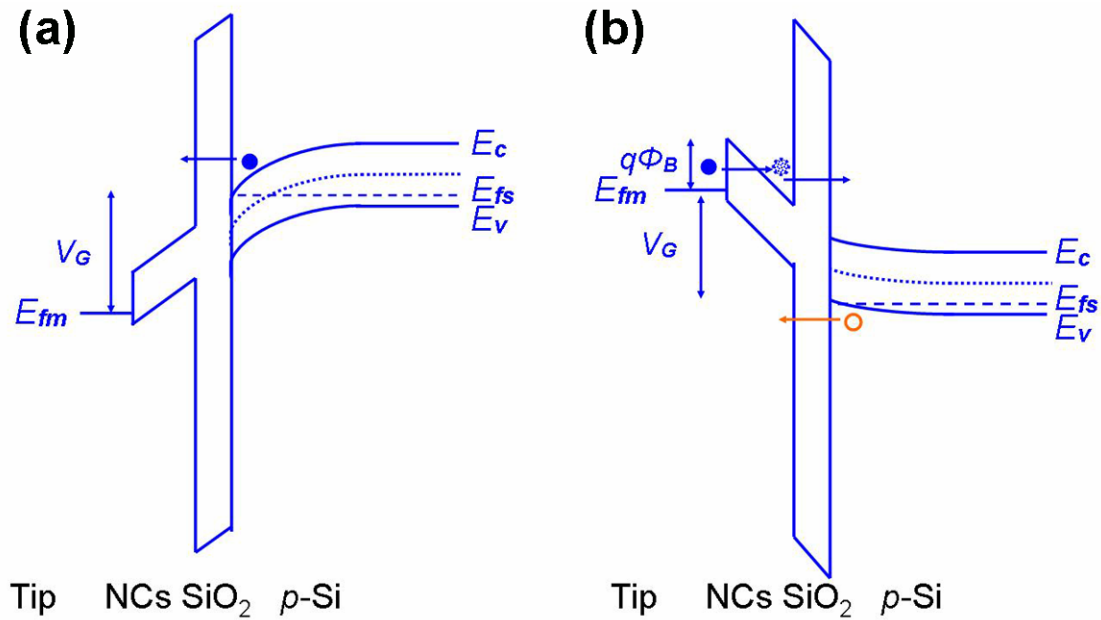 (a)
Ec
Efs
Ev
VG
Efm
Tip NCs SiO2 p-Si
(b)
qΦB
Efm
VG
Ec
Efs
Ev
Tip NCs SiO2 p-Si